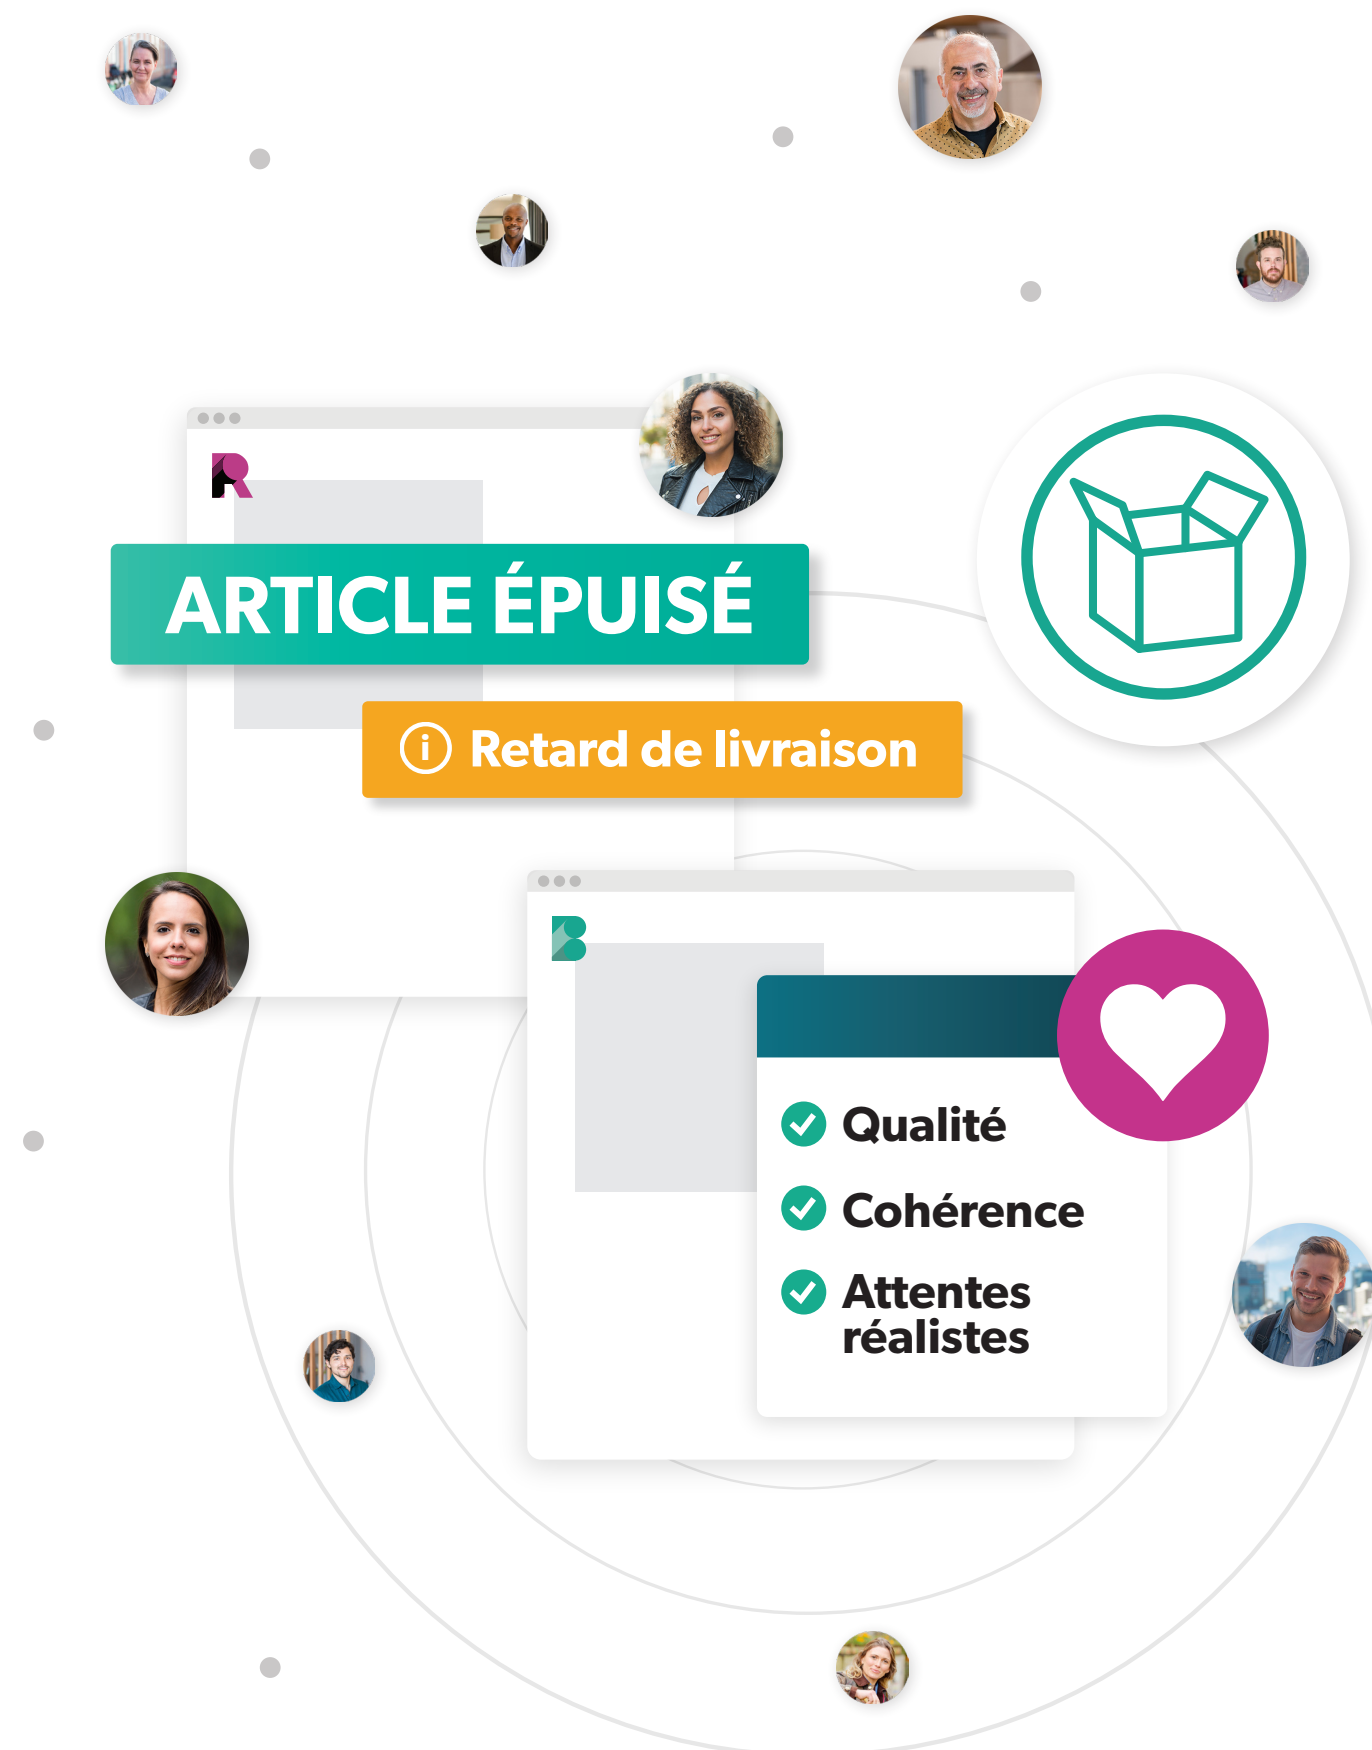 R
ARTICLE ÉPUISÉ
i Retard de livraison
B
Qualité
Cohérence
Attentes
réalistes